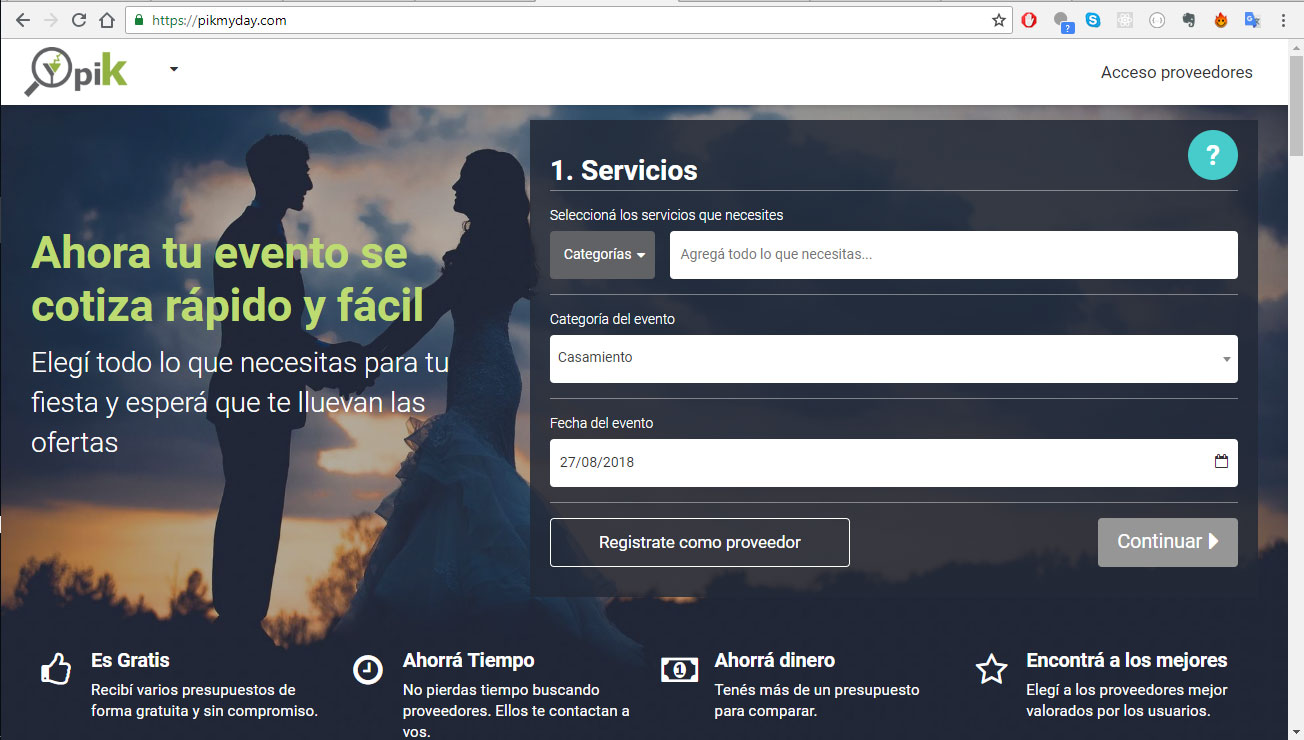 https://pikmyday.com
pik
Acceso proveedores
1. Servicios
?
Seleccioná los servicios que necesites
Categorías
Agregá todo lo que necesitas...
Ahora tu evento se
cotiza rápido y fácil
Elegí todo lo que necesitas para tu
fiesta y esperá que te lluevan las
ofertas
Categoría del evento
Casamiento
Fecha del evento
27/08/2018
Registrate como proveedor
Continuar
Es Gratis
Recibí varios presupuestos de
forma gratuita y sin compromiso.
Ahorrá Tiempo
No pierdas tiempo buscando
proveedores. Ellos te contactan a
vos.
1
Ahorrá dinero
Tenés más de un presupuesto
para comparar.
Encontrá a los mejores
Elegí a los proveedores mejor
valorados por los usuarios.